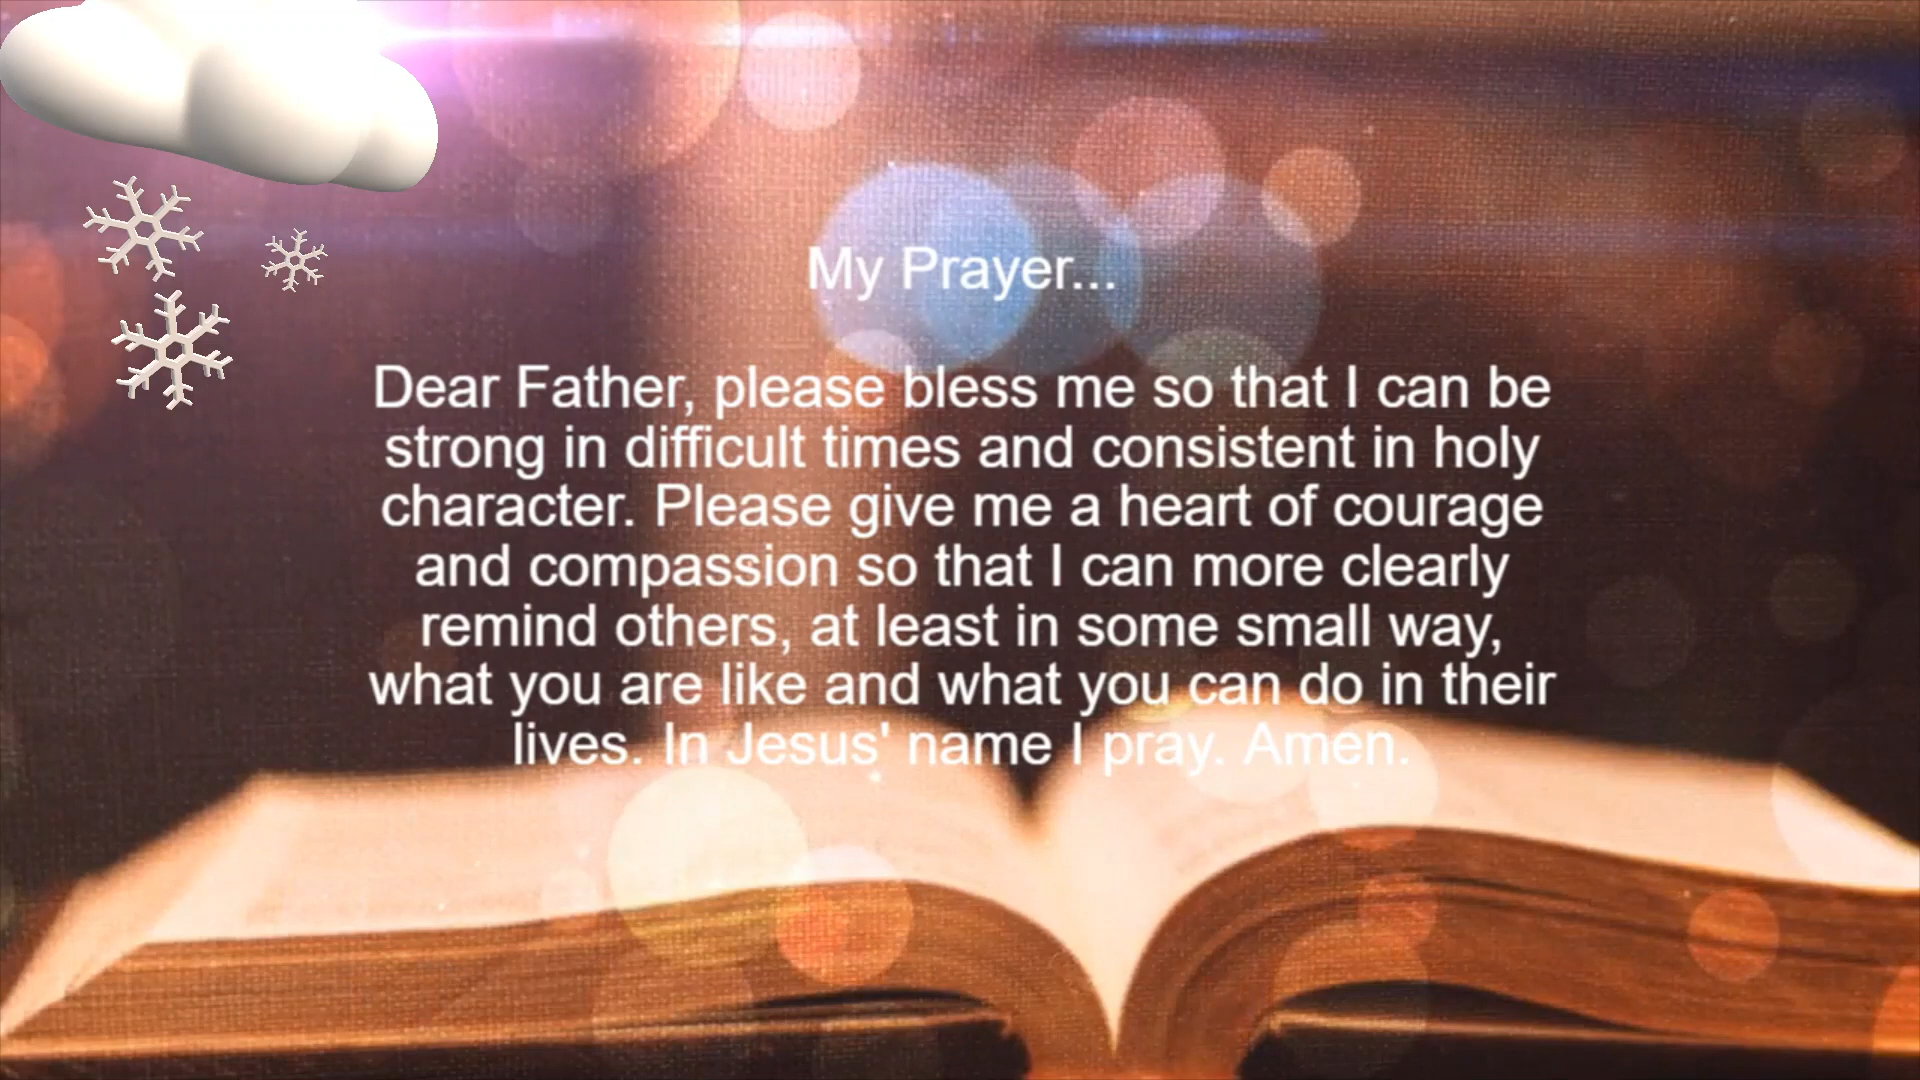 My Prayer...
Dear Father, please bless me so that I can be
strong in difficult times and consistent in holy
character. Please give me a heart of courage
and compassion so that I can more clearly
remind others, at least in some small way,
what you are like and what you can do in their
lives. In Jesus' name I pray. Amen.